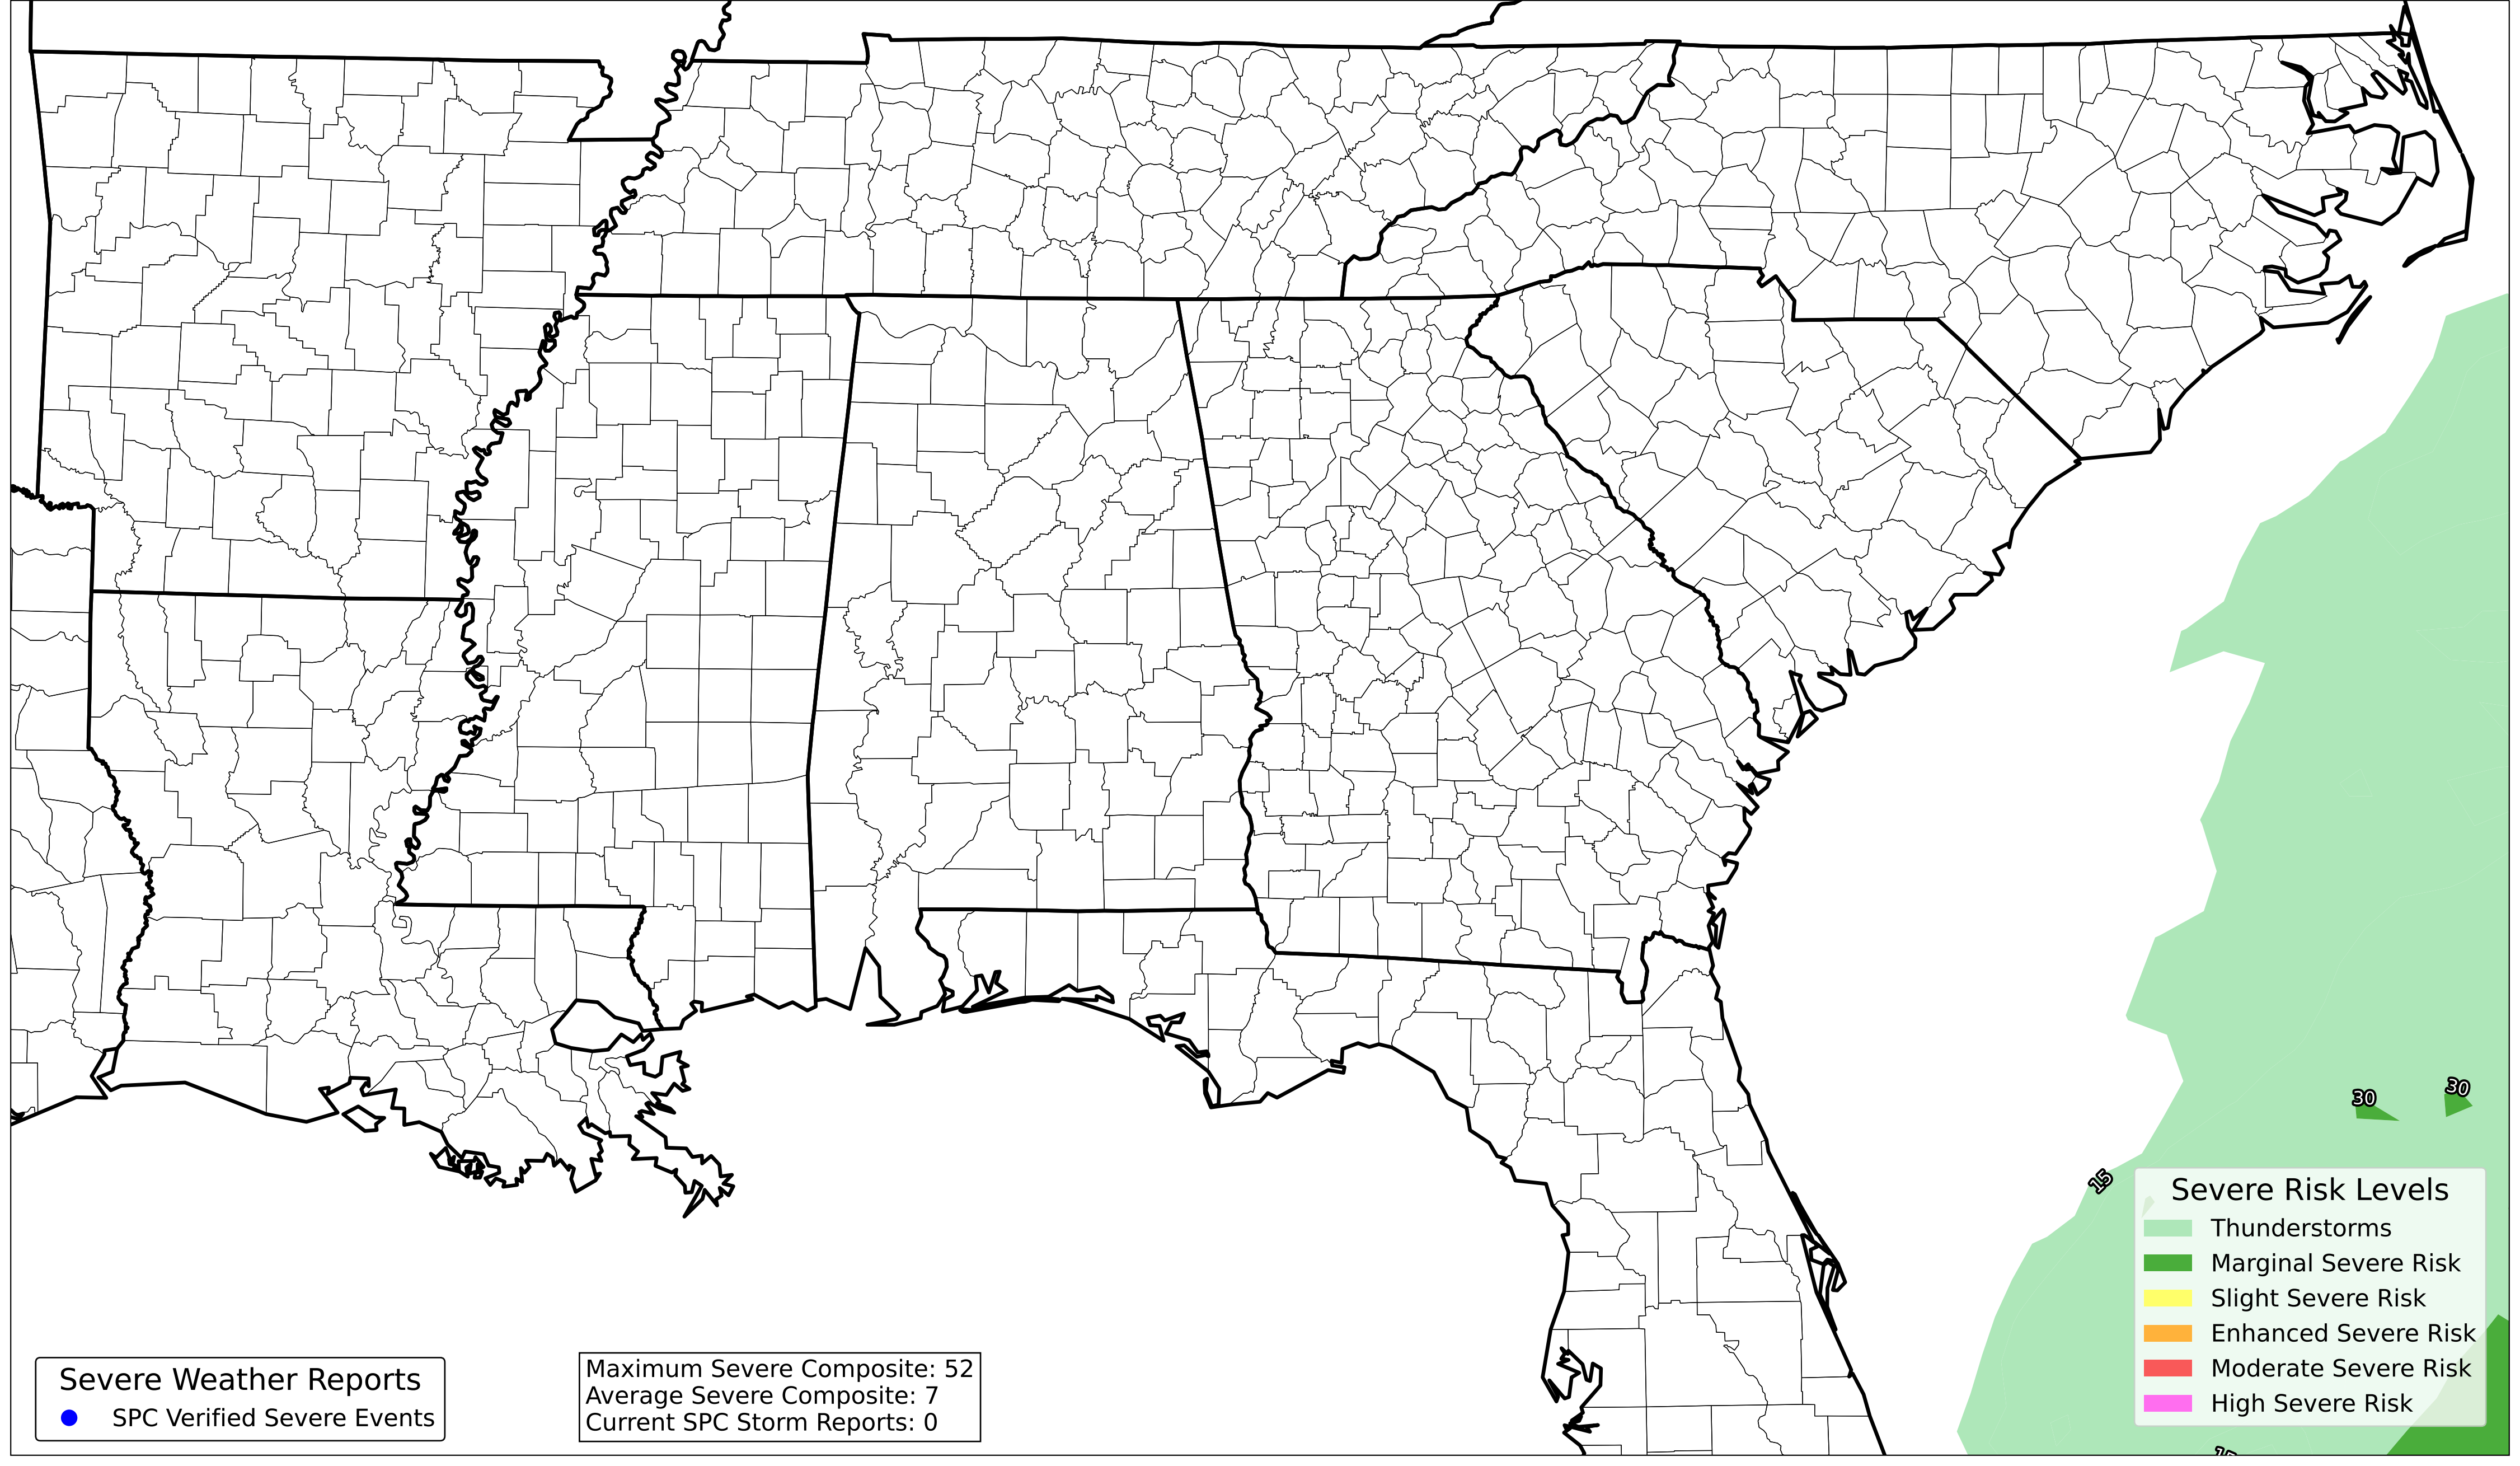 30
30
15
Severe Risk Levels
Thunderstorms
Marginal Severe Risk
Slight Severe Risk
Enhanced Severe Risk
Moderate Severe Risk
High Severe Risk
Severe Weather Reports
SPC Verified Severe Events
Maximum Severe Composite: 52
Average Severe Composite: 7
Current SPC Storm Reports: 0